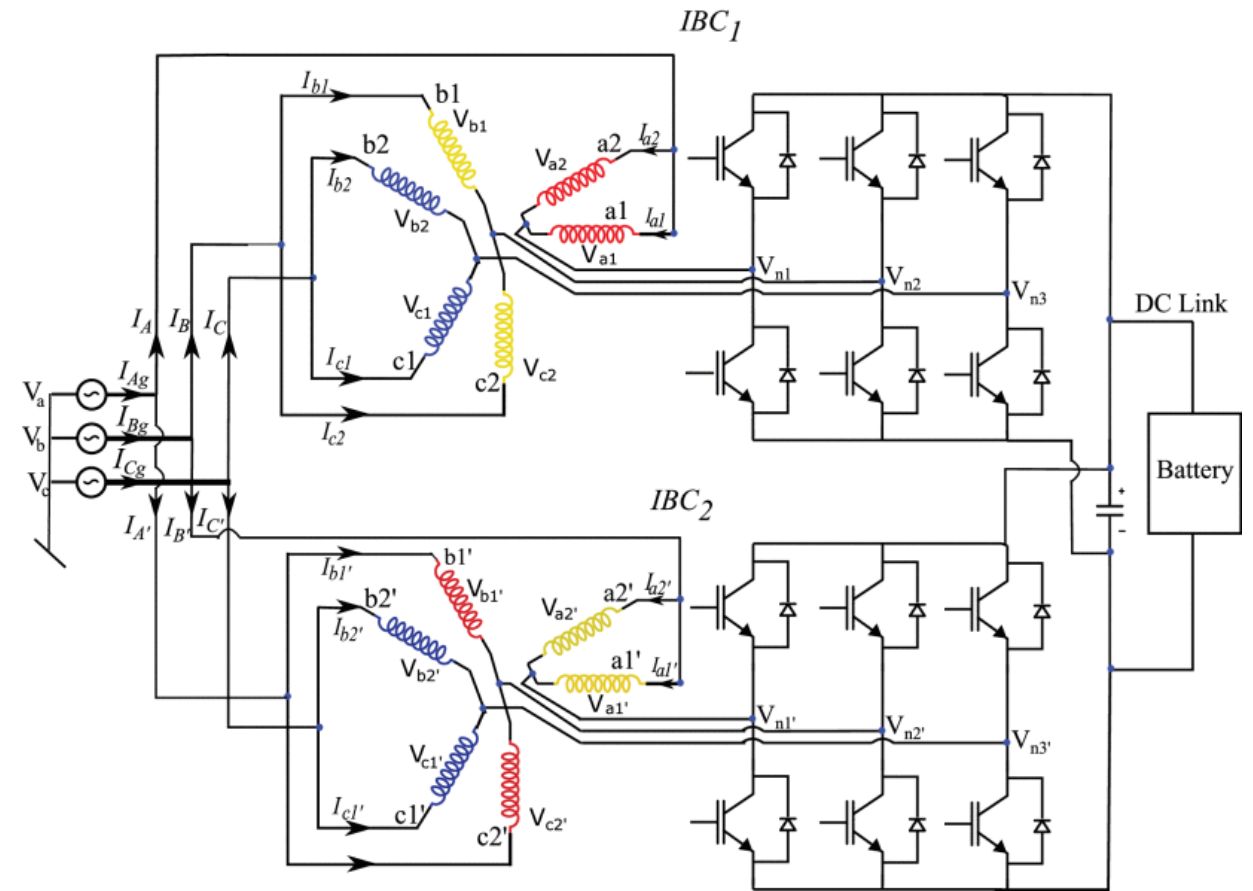 IBC1
Ib1
b1
Vb1
b2
Ib2
Vb2
Va2
a2
Ia2
a1
Ia1
Va1
Vn1
Vn2
Vn3
DC Link
Vc1
Ic1
c1
c2
Vc2
Ic2
IA
IB
IC
Va
IAg
Vb
IBg
Vc
ICg
Battery
+
−
IBC2
IA'
IB'
IC'
Ib1'
b1'
Vb1'
b2'
Ib2'
Vb2'
Va2'
a2'
Ia2'
a1'
Ia1'
Va1'
Vn1'
Vn2'
Vn3'
Vc1'
Ic1'
c1'
c2'
Vc2'